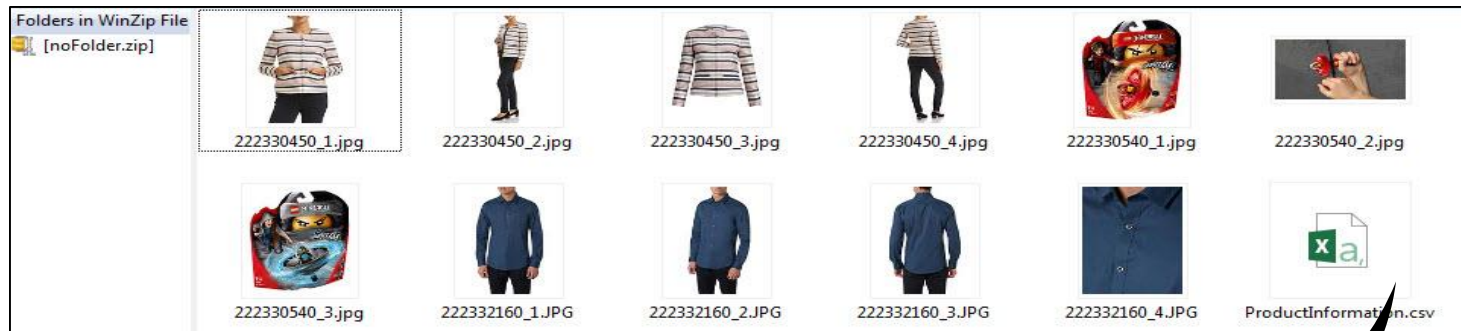 Folders in WinZip File
[noFolder.zip]
222330450_1.jpg
222330450_2.jpg
222330450_3.jpg
222330450_4.jpg
222330540_1.jpg
222330540_2.jpg
222330540_3.jpg
222332160_1.JPG
222332160_2.JPG
222332160_3.JPG
222332160_4.JPG
X a,
ProductInformation.csv